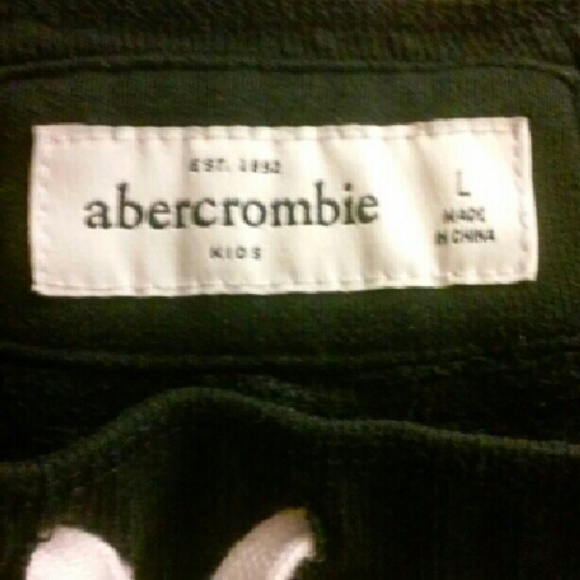 EST. 1892
abercrombie
KIDS
L
MADE
IN CHINA